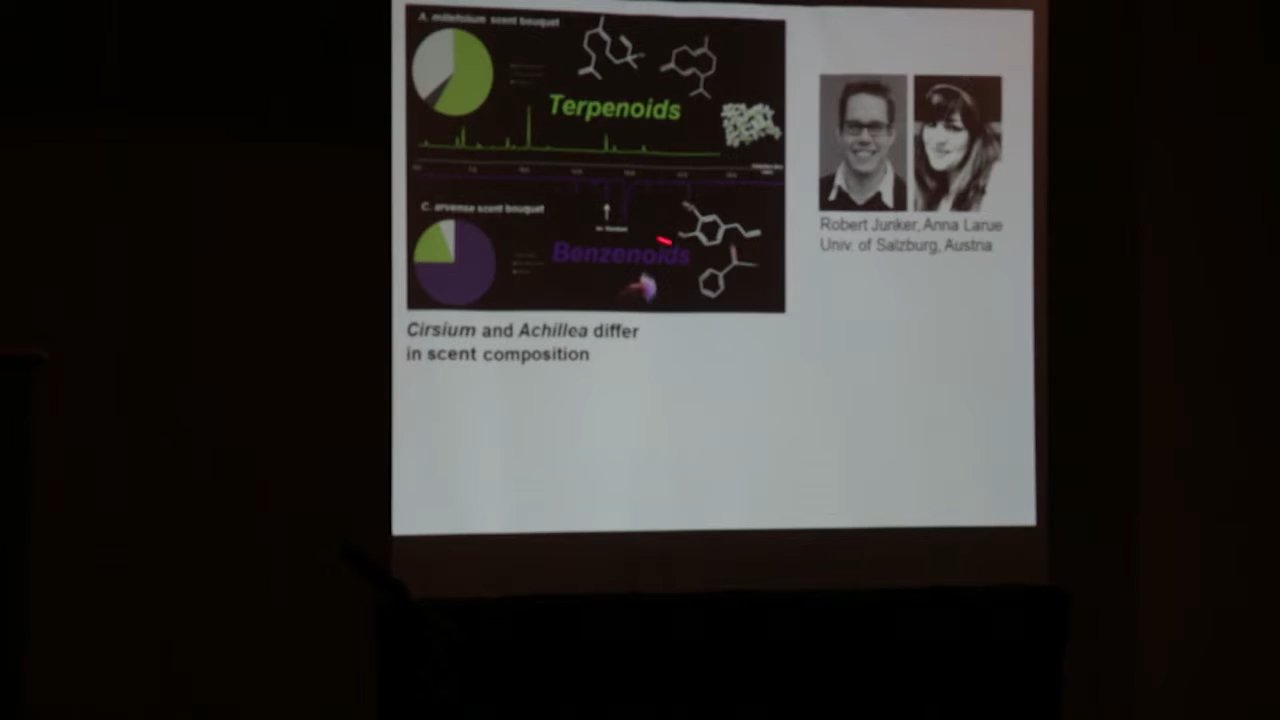 A. millefolium scent bouquet
Terpenoids
C. arvense scent bouquet
Benzenoids
Cirsium and Achillea differ
in scent composition
Robert Junker, Anna Larue
Univ. of Salzburg, Austria